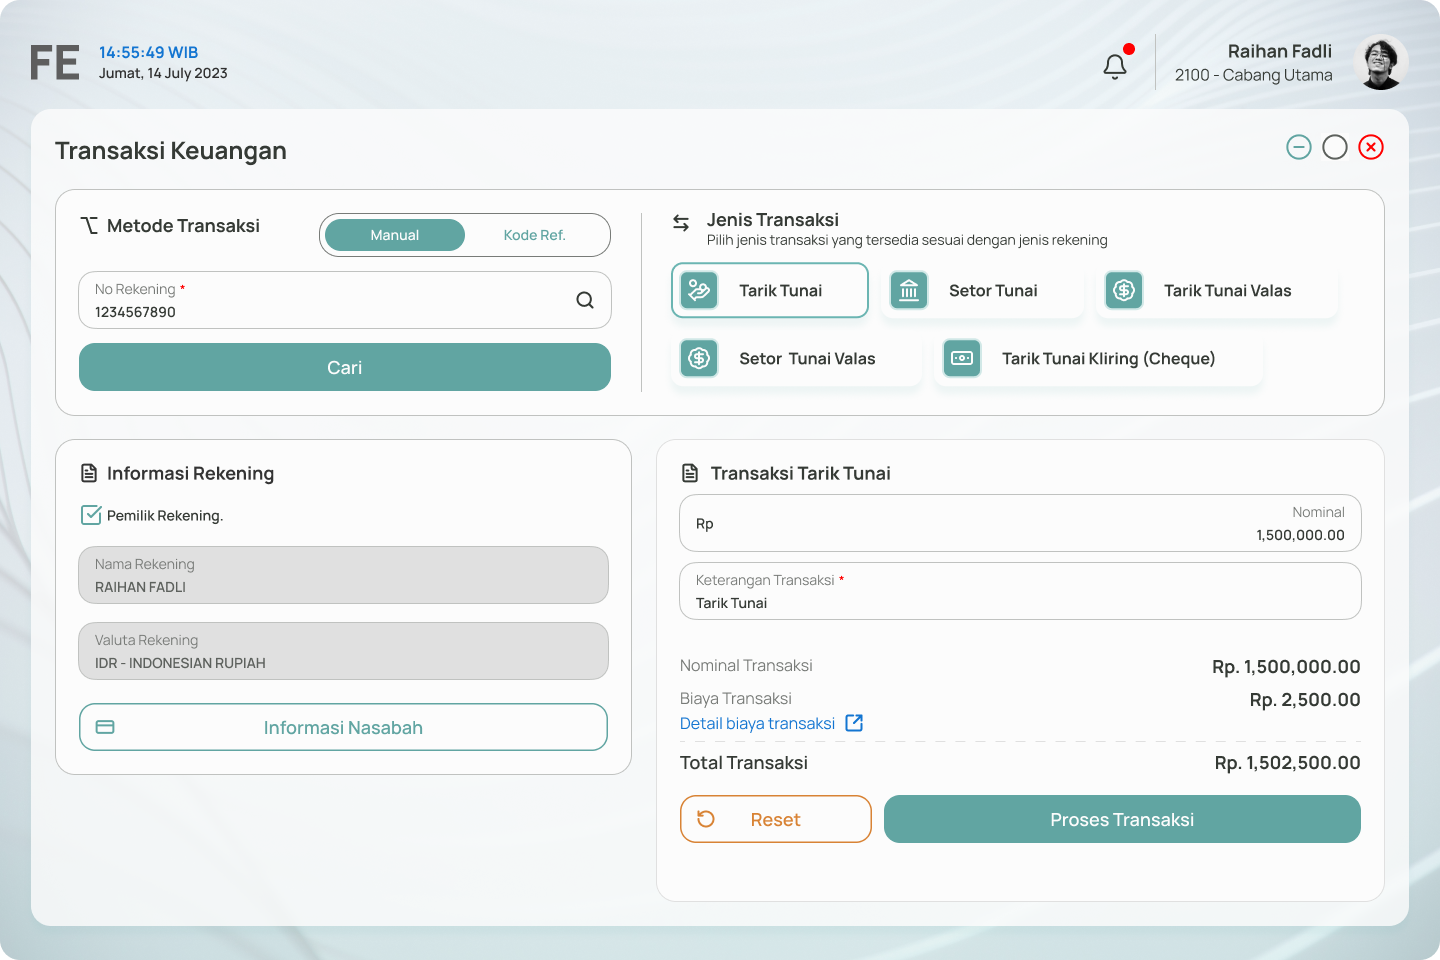 FE
14:55:49 WIB
Jumat, 14 July 2023
Raihan Fadli
2100 - Cabang Utama
Transaksi Keuangan
Metode Transaksi
Manual
Kode Ref.
No Rekening *
1234567890
Cari
Jenis Transaksi
Pilih jenis transaksi yang tersedia sesuai dengan jenis rekening
Tarik Tunai
Setor Tunai
Tarik Tunai Valas
Setor Tunai Valas
Tarik Tunai Kliring (Cheque)
Informasi Rekening
Pemilik Rekening.
Nama Rekening
RAIHAN FADLI
Valuta Rekening
IDR - INDONESIAN RUPIAH
Informasi Nasabah
Transaksi Tarik Tunai
Rp
Nominal
1,500,000.00
Keterangan Transaksi *
Tarik Tunai
Nominal Transaksi
Rp. 1,500,000.00
Biaya Transaksi
Rp. 2,500.00
Detail biaya transaksi
Total Transaksi
Rp. 1,502,500.00
Reset
Proses Transaksi